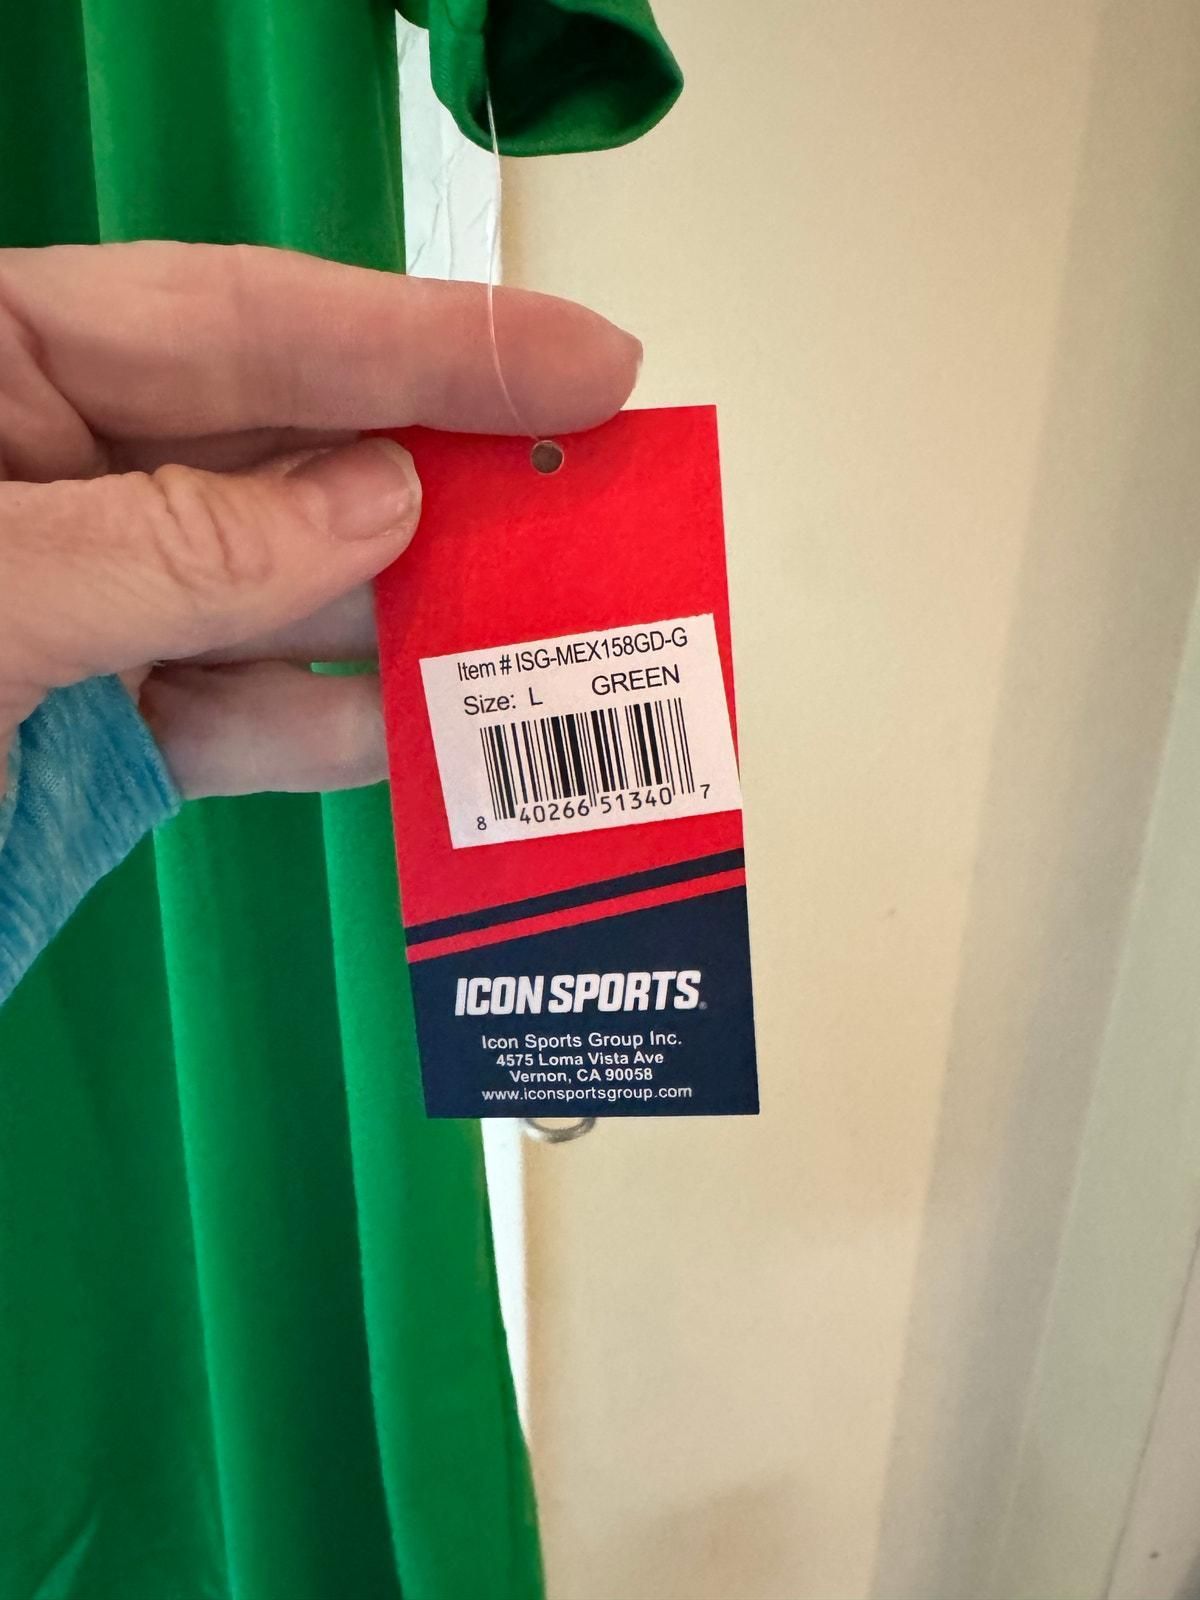 Item # ISG-MEX158GD-G
Size: L GREEN
8 40266 51340 7
ICON SPORTS®
Icon Sports Group Inc.
4575 Loma Vista Ave
Vernon, CA 90058
www.iconsportsgroup.com